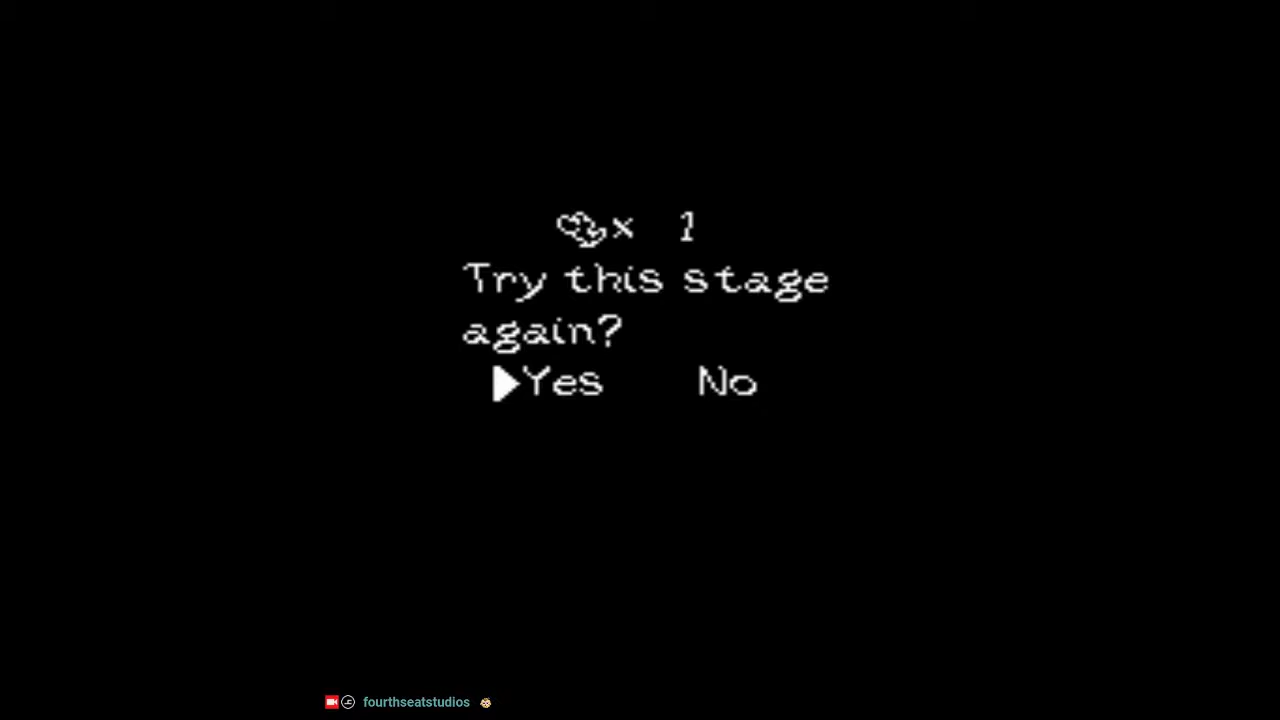 x 1
Try this stage
again?
▶Yes No
fourthseatstudios